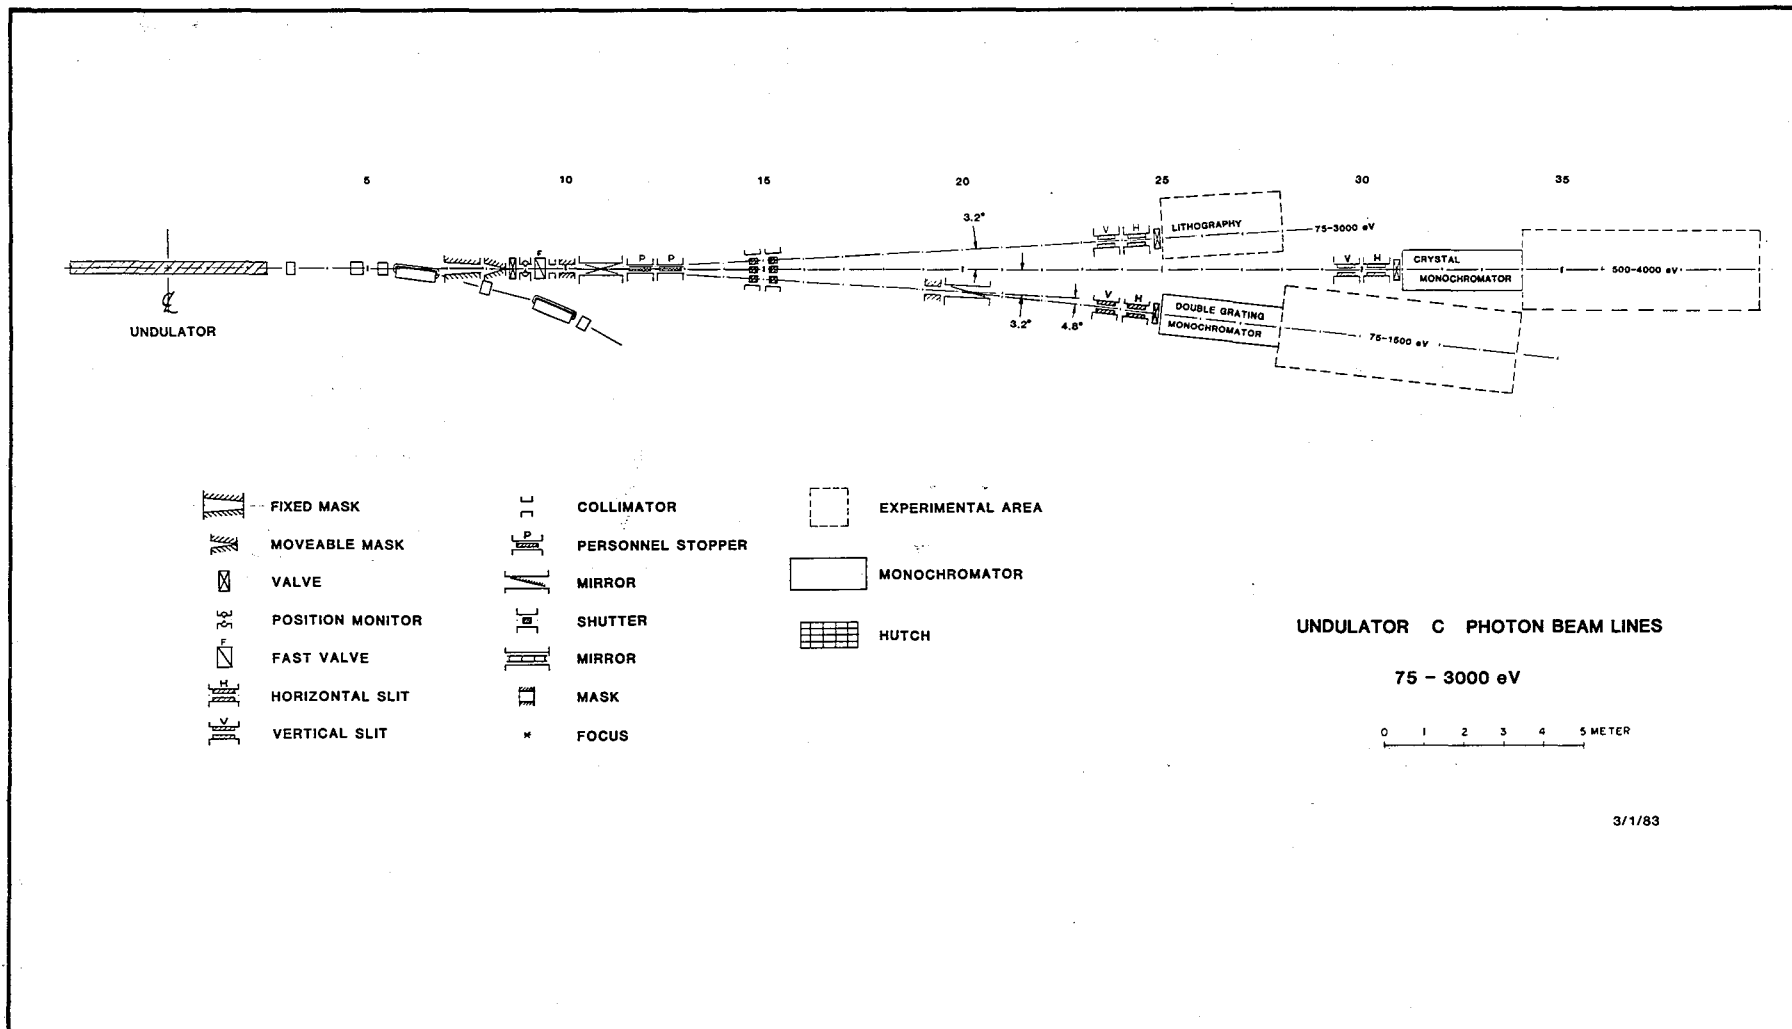 5 10 15 20 25 30 35
3.2°
V H
LITHOGRAPHY
75-3000 eV
F
P P
V H
CRYSTAL
MONOCHROMATOR
500-4000 eV
℄
UNDULATOR
3.2°
4.8°
V H
DOUBLE GRATING
MONOCHROMATOR
75-1500 eV
FIXED MASK
MOVEABLE MASK
VALVE
POSITION MONITOR
F
FAST VALVE
H
HORIZONTAL SLIT
V
VERTICAL SLIT
COLLIMATOR
P
PERSONNEL STOPPER
MIRROR
SHUTTER
MIRROR
MASK
* FOCUS
EXPERIMENTAL AREA
MONOCHROMATOR
HUTCH
UNDULATOR C PHOTON BEAM LINES
75 - 3000 eV
0 1 2 3 4 5 METER
3/1/83